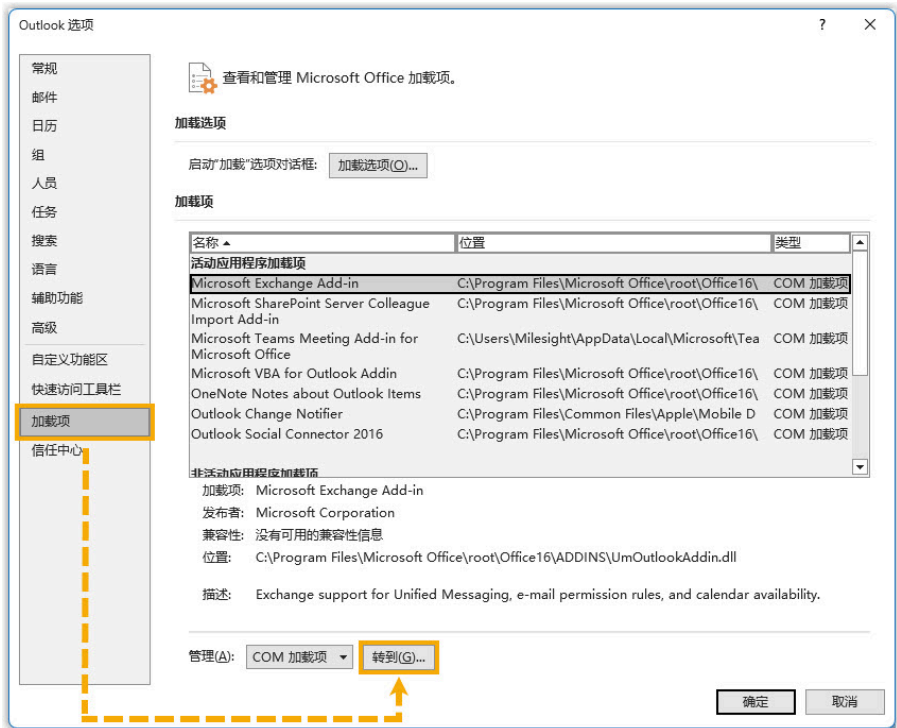 Outlook 选项
?
×
常规
邮件
日历
组
人员
任务
搜索
语言
辅助功能
高级
自定义功能区
快速访问工具栏
加载项
信任中心
查看和管理 Microsoft Office 加载项。
加载选项
启动"加载"选项对话框: 加载选项(O)...
加载项
名称 位置 类型
活动应用程序加载项
Microsoft Exchange Add-in C:\Program Files\Microsoft Office\root\Office16\ COM 加载项
Microsoft SharePoint Server Colleague C:\Program Files\Microsoft Office\root\Office16\ COM 加载项
Import Add-in
Microsoft Teams Meeting Add-in for C:\Users\Milesight\AppData\Local\Microsoft\Tea COM 加载项
Microsoft Office
Microsoft VBA for Outlook Addin C:\Program Files\Microsoft Office\root\Office16\ COM 加载项
OneNote Notes about Outlook Items C:\Program Files\Microsoft Office\root\Office16\ COM 加载项
Outlook Change Notifier C:\Program Files\Common Files\Apple\Mobile D COM 加载项
Outlook Social Connector 2016 C:\Program Files\Microsoft Office\root\Office16\ COM 加载项
非活动应用程序加载项
加载项: Microsoft Exchange Add-in
发布者: Microsoft Corporation
兼容性: 没有可用的兼容性信息
位置: C:\Program Files\Microsoft Office\root\Office16\ADDINS\UmOutlookAddin.dll
描述: Exchange support for Unified Messaging, e-mail permission rules, and calendar availability.
管理(A): COM 加载项 转到(G)...
确定 取消